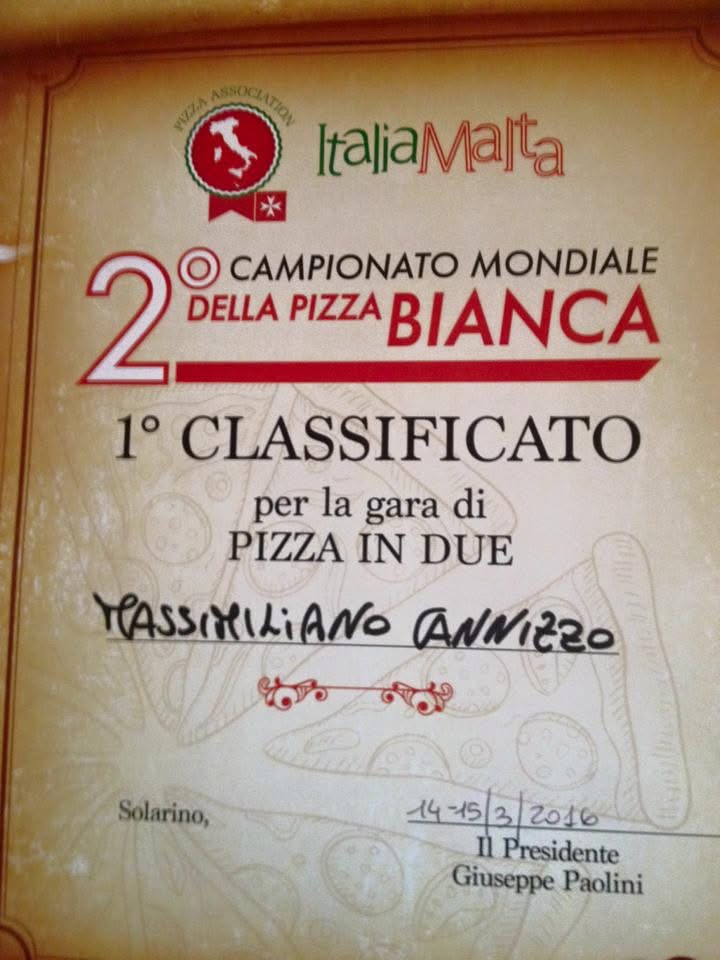 PIZZA ASSOCIATION
ItaliaMalta
2° CAMPIONATO MONDIALE
DELLA PIZZA BIANCA
1° CLASSIFICATO
per la gara di
PIZZA IN DUE
MASSIMILIANO CANNIZZO
Solarino,
14-15/3/2016
Il Presidente
Giuseppe Paolini